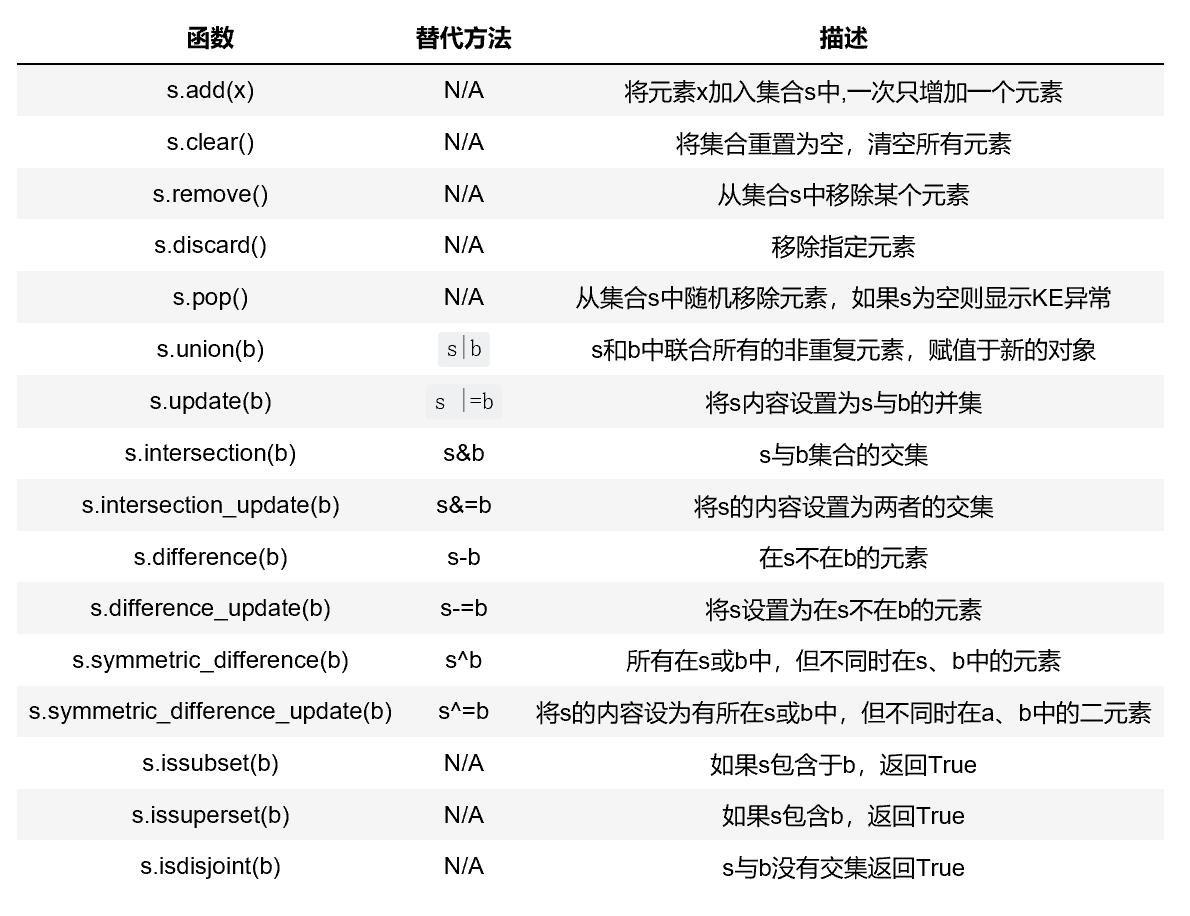 函数 替代方法 描述
s.add(x) N/A 将元素x加入集合s中,一次只增加一个元素
s.clear() N/A 将集合重置为空，清空所有元素
s.remove() N/A 从集合s中移除某个元素
s.discard() N/A 移除指定元素
s.pop() N/A 从集合s中随机移除元素，如果s为空则显示KE异常
s.union(b) s|b s和b中联合所有的非重复元素，赋值于新的对象
s.update(b) s |=b 将s内容设置为s与b的并集
s.intersection(b) s&b s与b集合的交集
s.intersection_update(b) s&=b 将s的内容设置为两者的交集
s.difference(b) s-b 在s不在b的元素
s.difference_update(b) s-=b 将s设置为在s不在b的元素
s.symmetric_difference(b) s^b 所有在s或b中，但不同时在s、b中的元素
s.symmetric_difference_update(b) s^=b 将s的内容设为有所在s或b中，但不同时在a、b中的二元素
s.issubset(b) N/A 如果s包含于b，返回True
s.issuperset(b) N/A 如果s包含b，返回True
s.isdisjoint(b) N/A s与b没有交集返回True